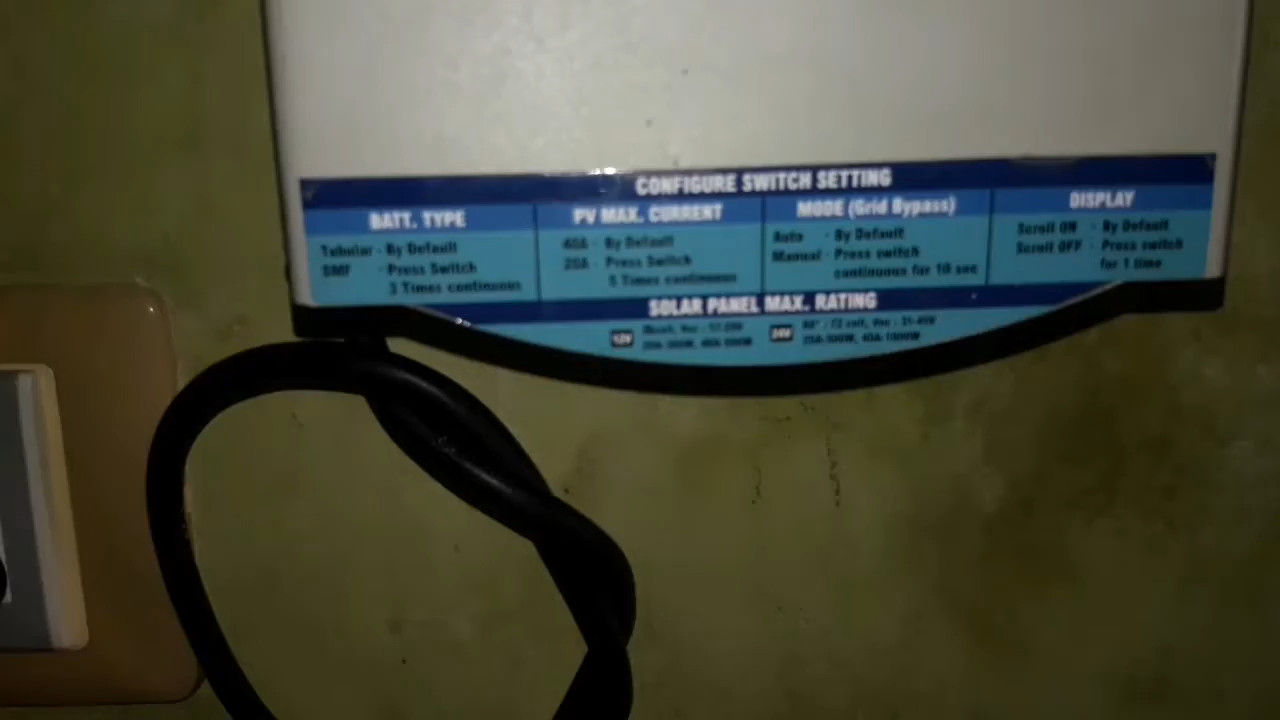 CONFIGURE SWITCH SETTING
BATT. TYPE
Tubular - By Default
SMF - Press Switch
3 Times continuous
PV MAX. CURRENT
40A - By Default
20A - Press Switch
5 Times continuous
MODE (Grid Bypass)
Auto - By Default
Manual - Press switch
continuous for 10 sec
DISPLAY
Scroll ON - By Default
Scroll OFF - Press switch
for 1 time
SOLAR PANEL MAX. RATING
12V
24V